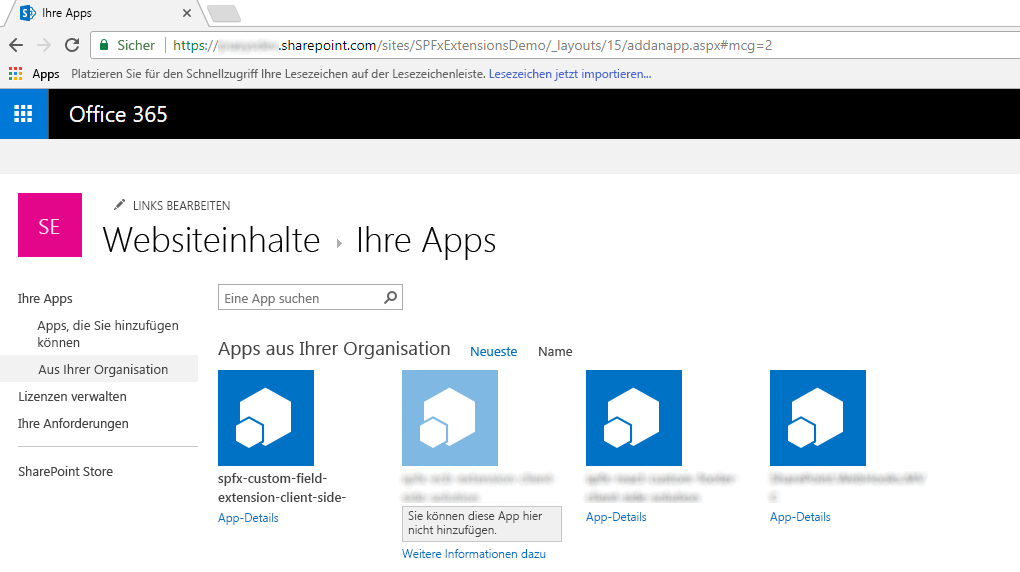 Ihre Apps
Sicher https:// .sharepoint.com/sites/SPFxExtensionsDemo/_layouts/15/addanapp.aspx#mcg=2
Apps Platzieren Sie für den Schnellzugriff Ihre Lesezeichen auf der Lesezeichenleiste. Lesezeichen jetzt importieren...
Office 365
SE
LINKS BEARBEITEN
Websiteinhalte Ihre Apps
Ihre Apps
Apps, die Sie hinzufügen
können
Aus Ihrer Organisation
Lizenzen verwalten
Ihre Anforderungen
SharePoint Store
Eine App suchen
Apps aus Ihrer Organisation Neueste Name
spfx-custom-field-
extension-client-side-
App-Details
Sie können diese App hier
nicht hinzufügen.
Weitere Informationen dazu
App-Details
App-Details